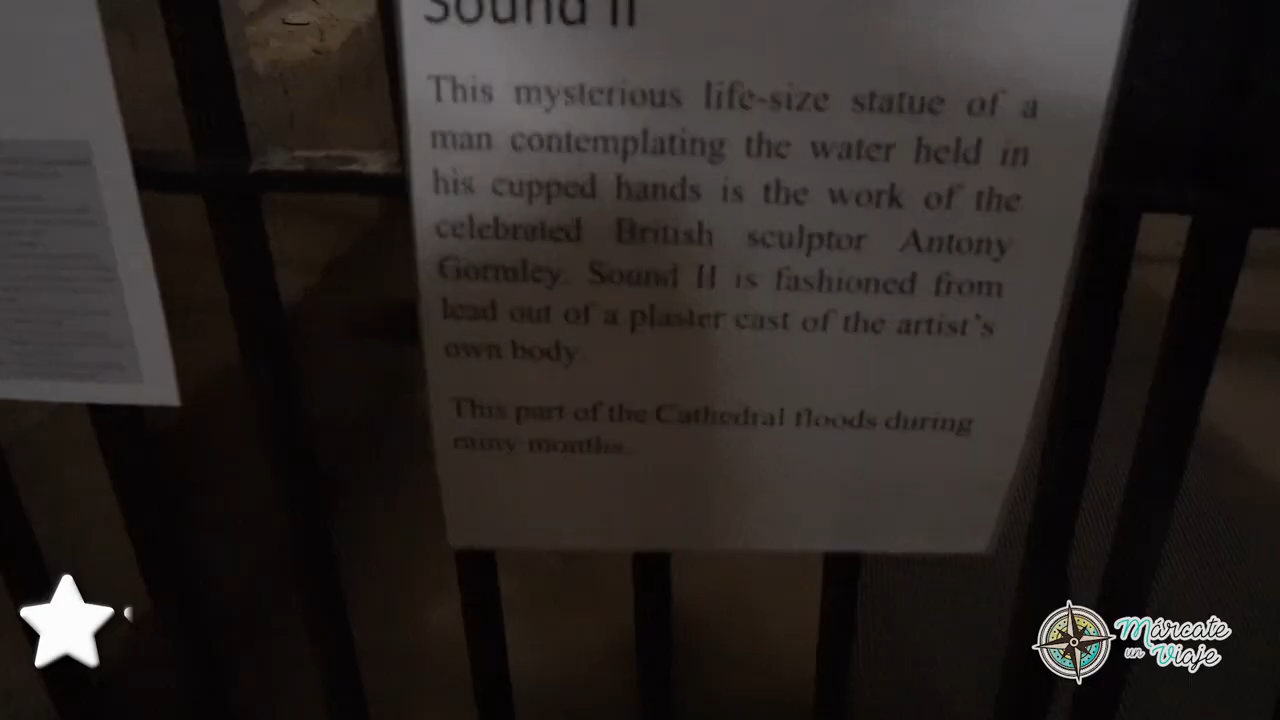 Sound II
This mysterious life-size statue of a
man contemplating the water held in
his cupped hands is the work of the
celebrated British sculptor Antony
Gormley. Sound II is fashioned from
lead out of a plaster cast of the artist's
own body.
This part of the Cathedral floods during
rainy months.
Márcate
un Viaje